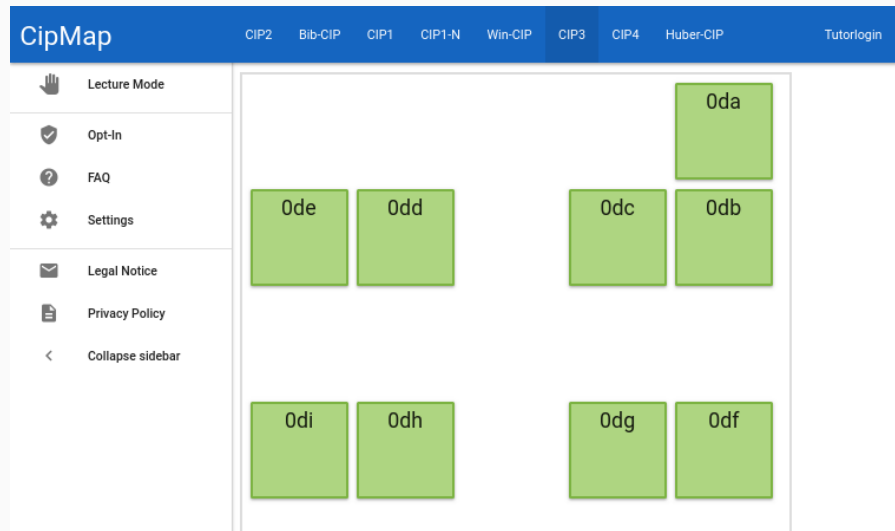 CipMap
CIP2 Bib-CIP CIP1 CIP1-N Win-CIP CIP3 CIP4 Huber-CIP Tutorlogin
Lecture Mode
Opt-In
FAQ
Settings
Legal Notice
Privacy Policy
Collapse sidebar
0da
0de 0dd 0dc 0db
0di 0dh 0dg 0df